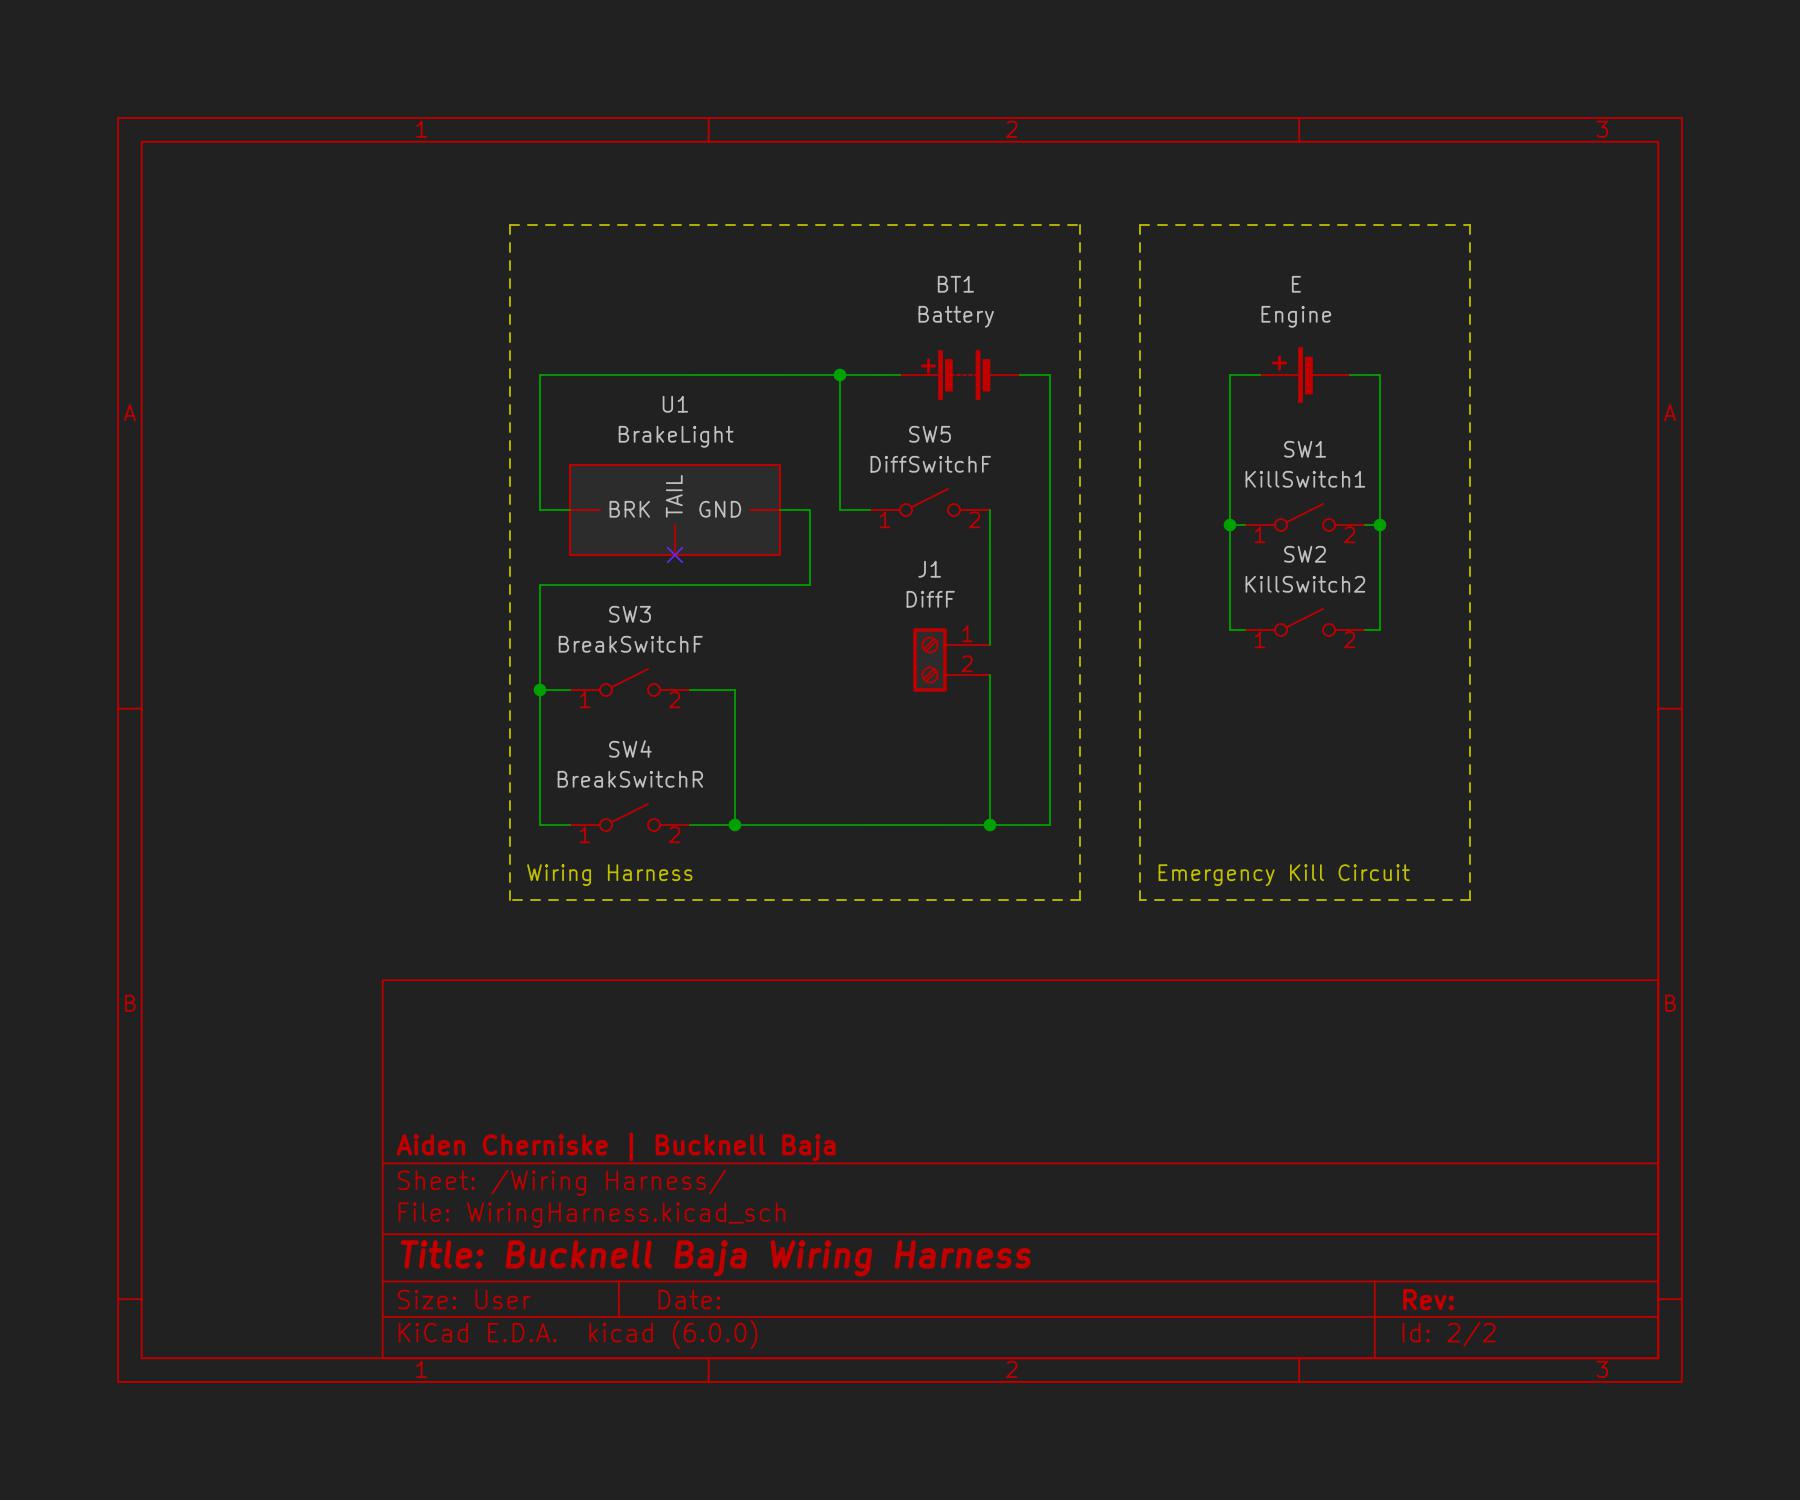 1 2 3
A A
BT1
Battery
E
Engine
+
+
U1
BrakeLight
BRK TAIL GND
SW5
DiffSwitchF
1 2
SW1
KillSwitch1
1 2
SW2
KillSwitch2
1 2
J1
DiffF
1
2
SW3
BreakSwitchF
1 2
SW4
BreakSwitchR
1 2
Wiring Harness
Emergency Kill Circuit
B B
Aiden Cherniske | Bucknell Baja
Sheet: /Wiring Harness/
File: WiringHarness.kicad_sch
Title: Bucknell Baja Wiring Harness
Size: User Date: Rev:
KiCad E.D.A. kicad (6.0.0) Id: 2/2
1 2 3